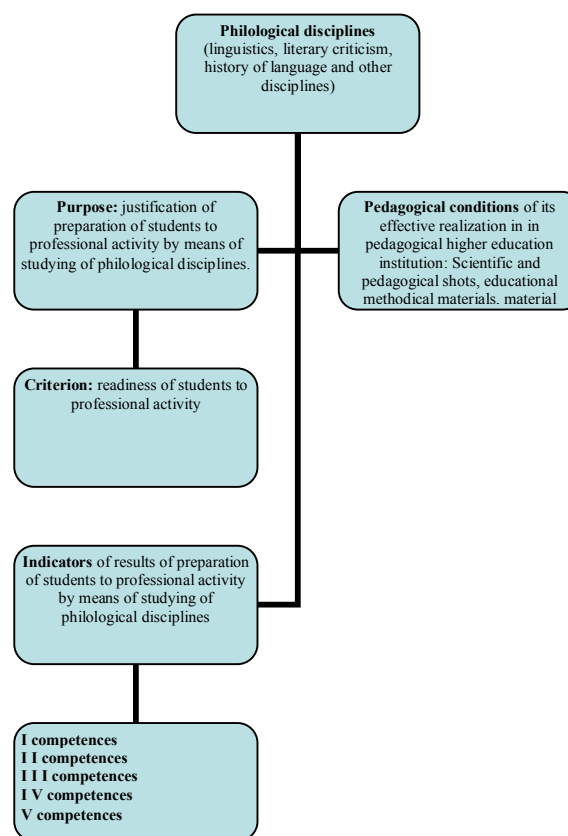 Philological disciplines
(linguistics, literary criticism,
history of language and other
disciplines)
Purpose: justification of
preparation of students to
professional activity by means of
studying of philological disciplines.
Pedagogical conditions of its
effective realization in in
pedagogical higher education
institution: Scientific and
pedagogical shots, educational
methodical materials. material
Criterion: readiness of students to
professional activity
Indicators of results of preparation
of students to professional activity
by means of studying of
philological disciplines
I competences
I I competences
I I I competences
I V competences
V competences